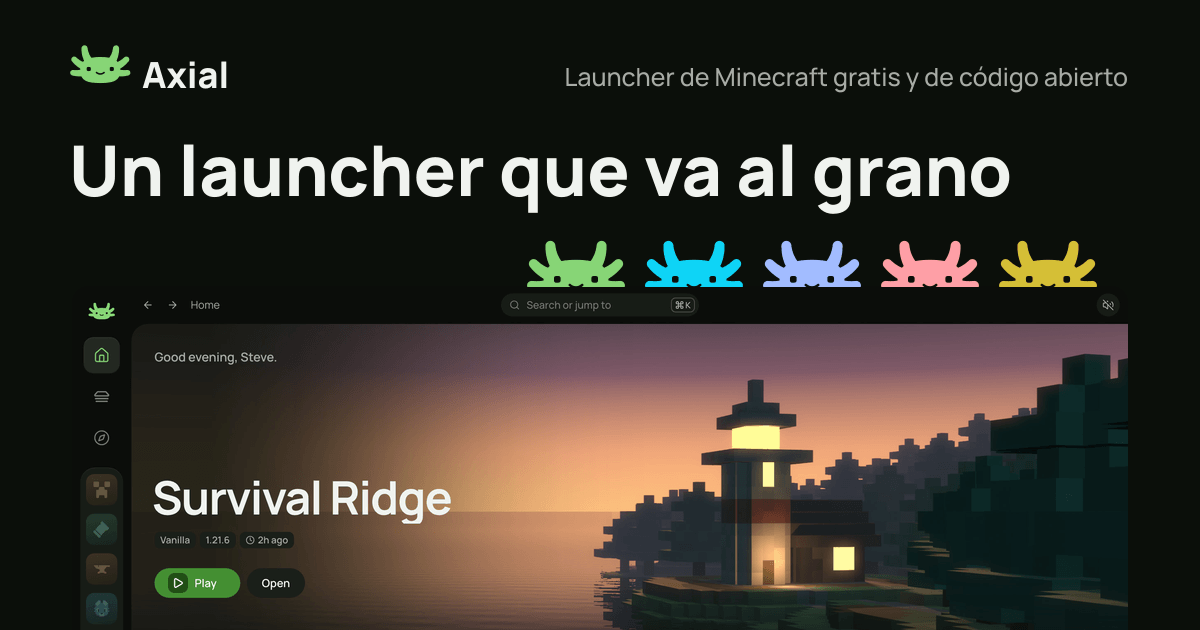 Axial
Launcher de Minecraft gratis y de código abierto
Un launcher que va al grano
Home
Search or jump to
⌘K
Good evening, Steve.
Survival Ridge
Vanilla
1.21.6
2h ago
Play
Open